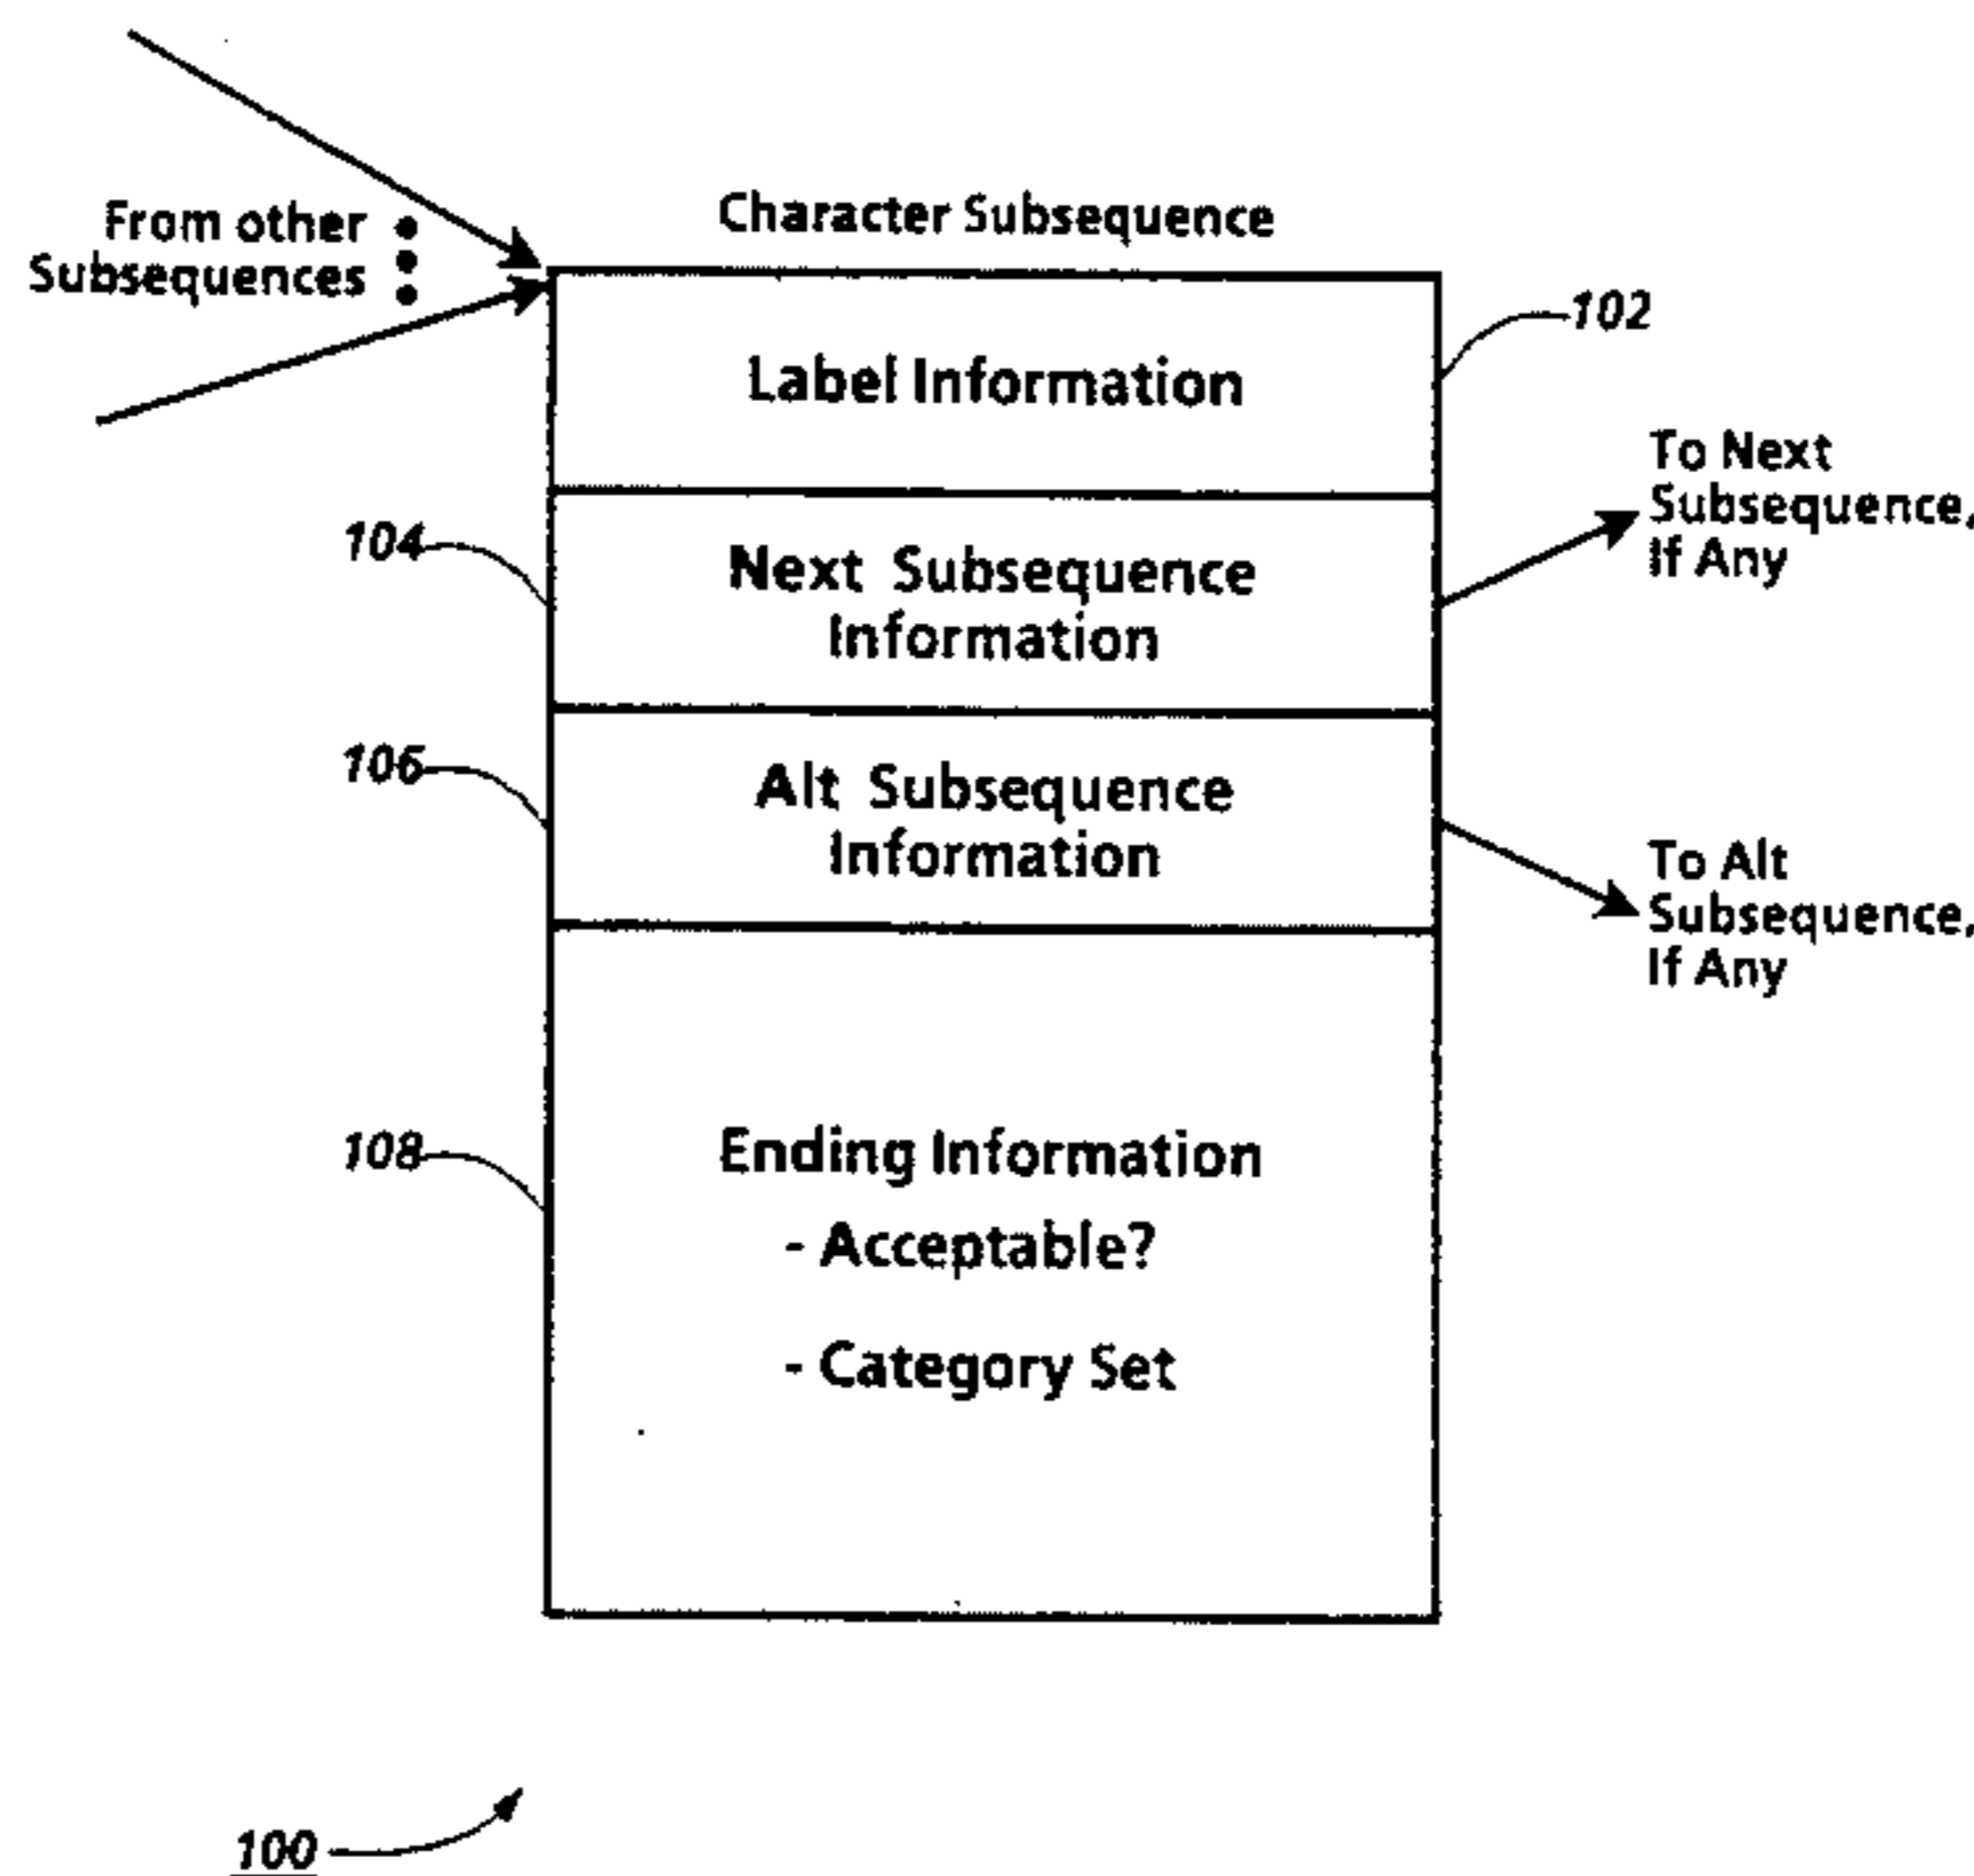 Character Subsequence
From other
Subsequences
102
Label Information
To Next
Subsequence,
If Any
104
Next Subsequence
Information
106
Alt Subsequence
Information
To Alt
Subsequence,
If Any
108
Ending Information
- Acceptable?
- Category Set
100